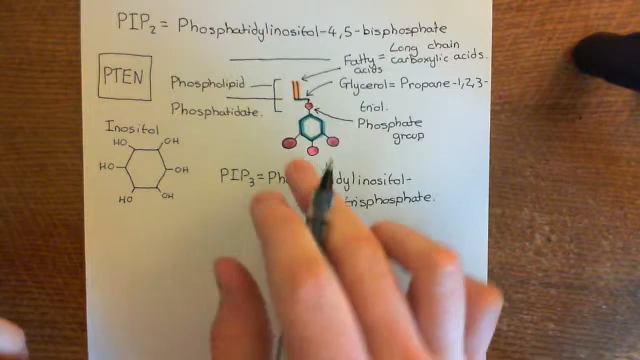 PIP2 = Phosphatidylinositol-4,5-bisphosphate
PTEN
Phospholipid
Phosphatidate.
Fatty acids = Long chain carboxylic acids.
Glycerol = Propane-1,2,3-
triol.
Phosphate
group
Inositol
HO OH
HO OH
HO OH
PIP3 = Ph dylinositol-
trisphosphate.